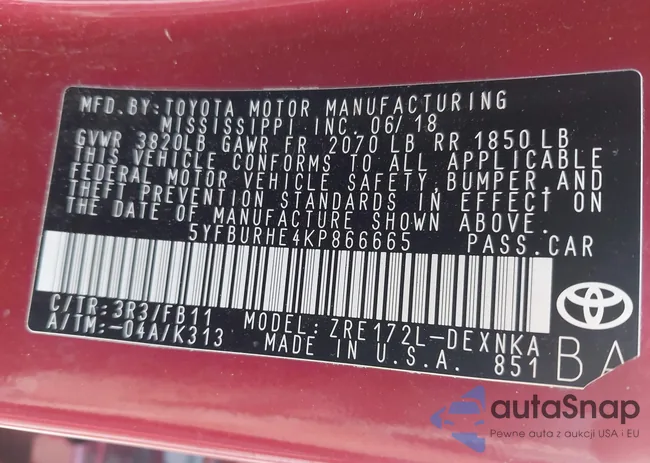 MFD.BY:TOYOTA MOTOR MANUFACTURING
MISSISSIPPI INC. 06/18
GVWR 3820LB GAWR FR 2070 LB RR 1850LB
THIS VEHICLE CONFORMS TO ALL APPLICABLE
FEDERAL MOTOR VEHICLE SAFETY,BUMPER,AND
THEFT PREVENTION STANDARDS IN EFFECT ON
THE DATE OF MANUFACTURE SHOWN ABOVE.
5YFBURHE4KP866665 PASS.CAR
C/TR:3R3/FB11
A/TM:-04A/K313
MODEL:ZRE172L-DEXNKA
MADE IN U.S.A. 851
BA
autaSnap
Pewne auta z aukcji USA i EU